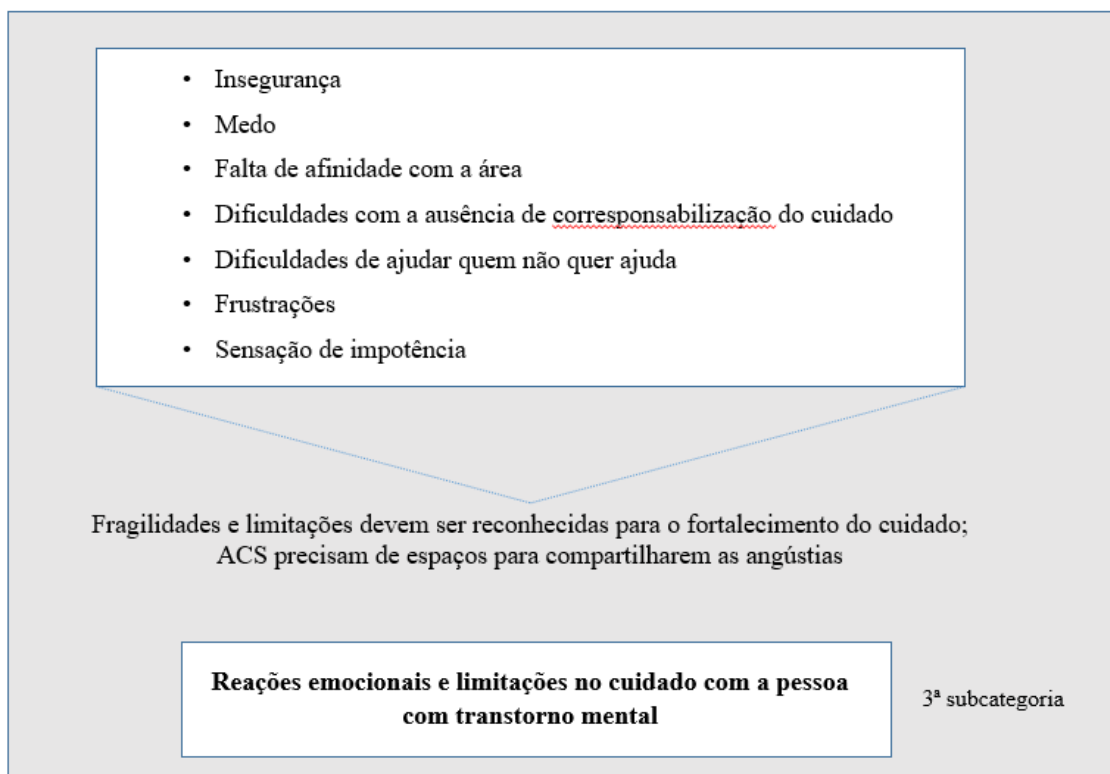 • Insegurança
• Medo
• Falta de afinidade com a área
• Dificuldades com a ausência de corresponsabilização do cuidado
• Dificuldades de ajudar quem não quer ajuda
• Frustrações
• Sensação de impotência
Fragilidades e limitações devem ser reconhecidas para o fortalecimento do cuidado;
ACS precisam de espaços para compartilharem as angústias
Reações emocionais e limitações no cuidado com a pessoa
com transtorno mental
3ª subcategoria